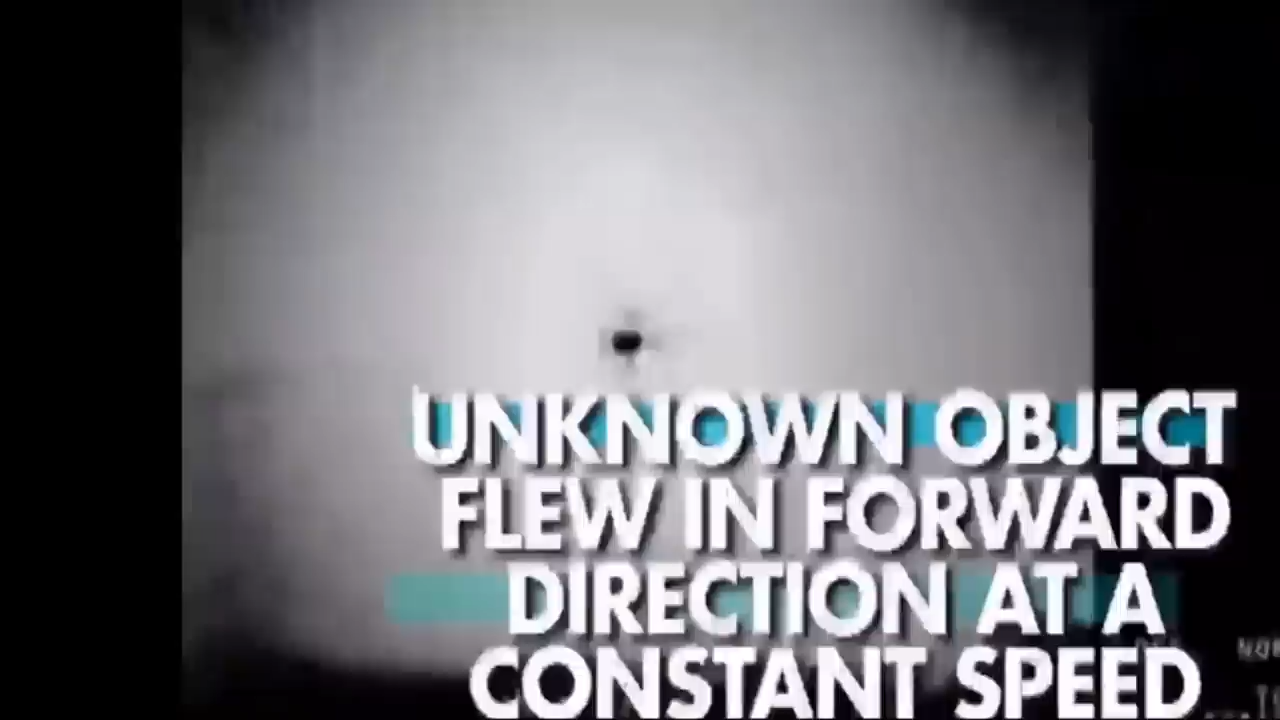 UNKNOWN OBJECT
FLEW IN FORWARD
DIRECTION AT A
CONSTANT SPEED